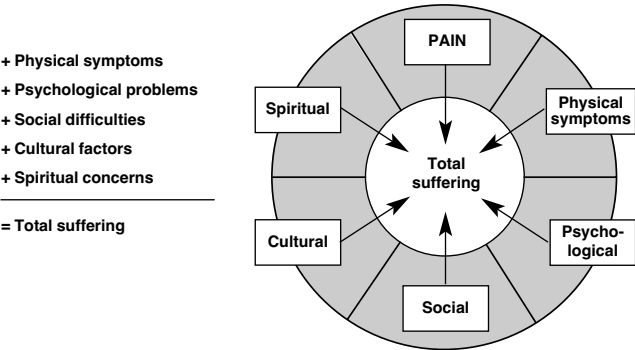 + Physical symptoms
+ Psychological problems
+ Social difficulties
+ Cultural factors
+ Spiritual concerns
= Total suffering
PAIN
Spiritual
Physical
symptoms
Total
suffering
Cultural
Psycho-
logical
Social